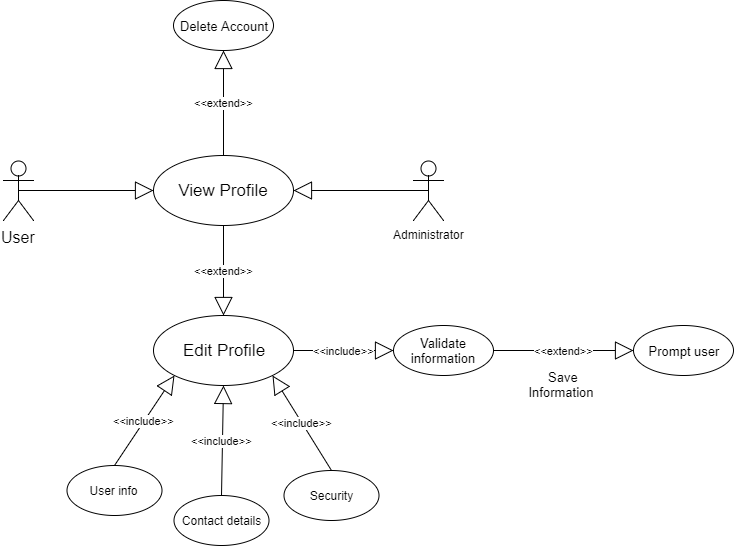 Delete Account
<<extend>>
View Profile
User
Administrator
<<extend>>
Edit Profile
<<include>>
Validate
information
<<extend>>
Prompt user
Save
Information
<<include>>
<<include>>
<<include>>
User info
Security
Contact details